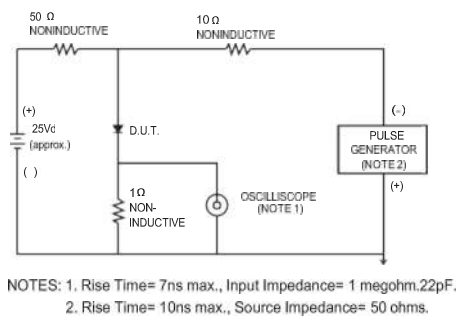 50 Ω
NONINDUCTIVE
10 Ω
NONINDUCTIVE
(+)
25Vd
(approx.)
( )
D.U.T.
1Ω
NON-
INDUCTIVE
OSCILLISCOPE
(NOTE 1)
(–)
PULSE
GENERATOR
(NOTE 2)
(+)
NOTES: 1. Rise Time= 7ns max., Input Impedance= 1 megohm.22pF.
2. Rise Time= 10ns max., Source Impedance= 50 ohms.